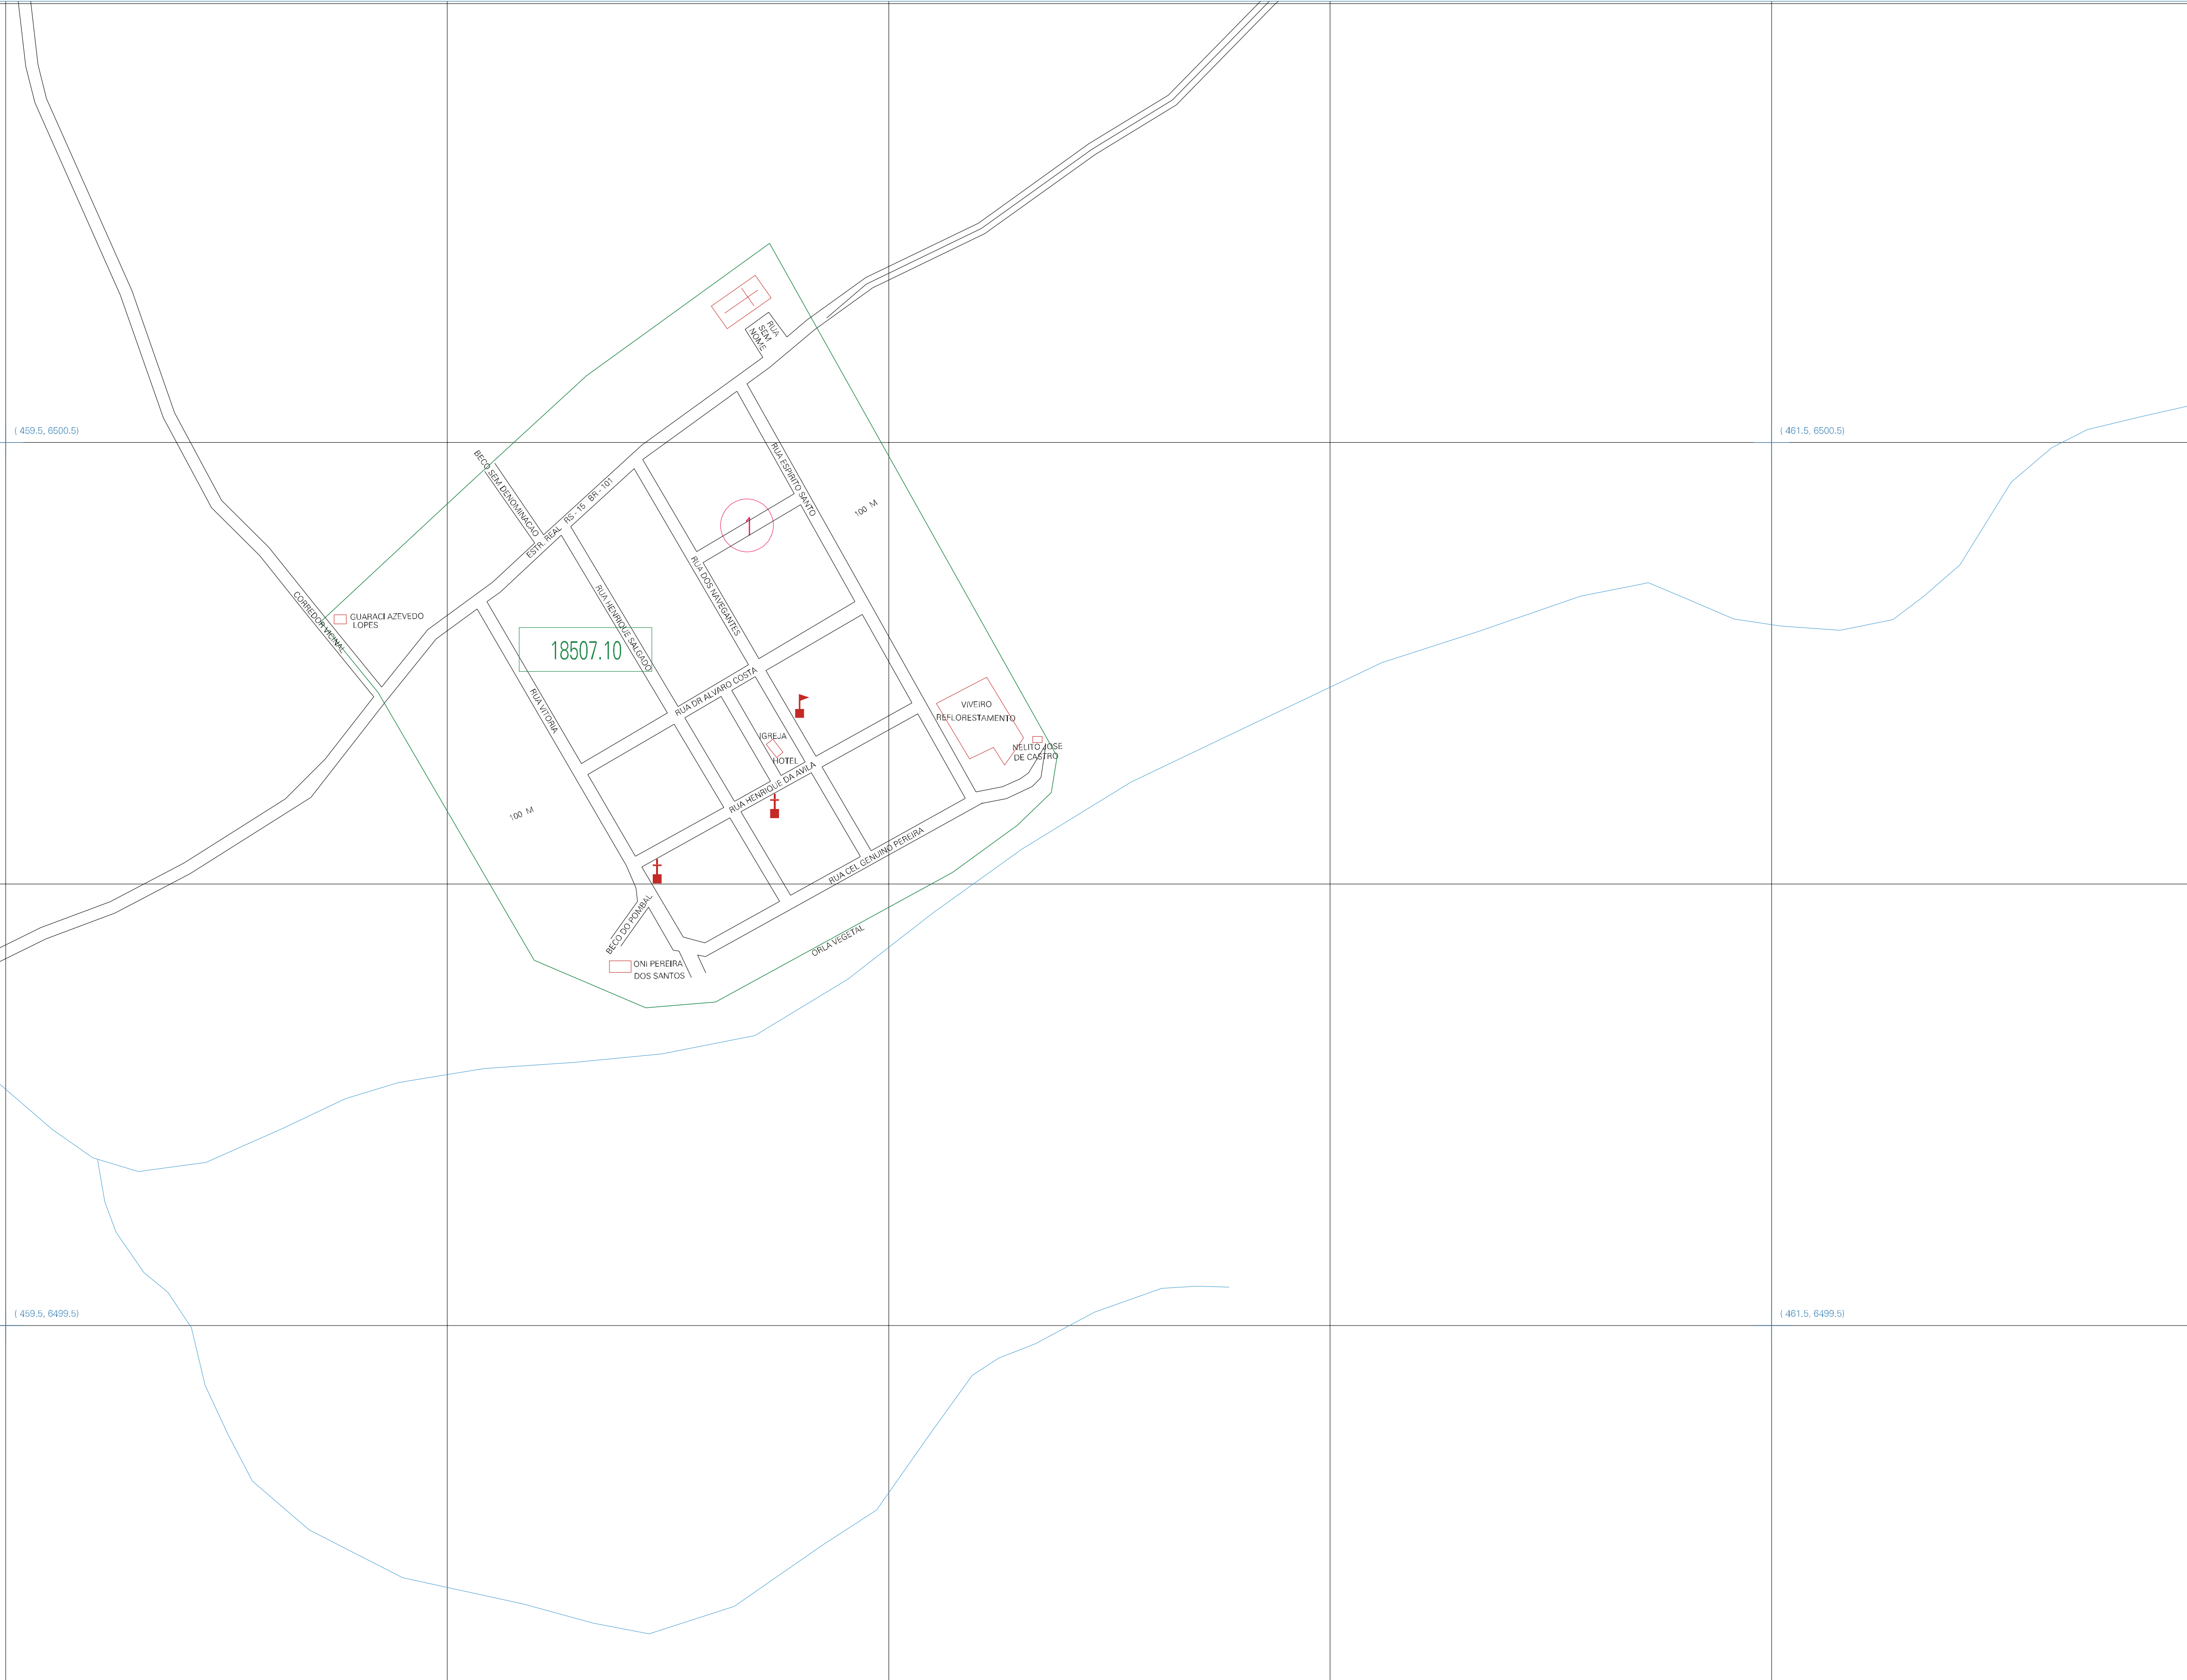 RUA
SEM
NOME
( 459.5, 6500.5)
( 461.5, 6500.5)
BECO SEM DENOMINACAO
ESTR. REAL RS - 15 BR - 101
RUA ESPIRITO SANTO
100 M
1
RUA DOS NAVEGANTES
RUA HENRIQUE SALGADO
CORREDOR VICINAL
GUARACI AZEVEDO
LOPES
18507.10
RUA VITORIA
RUA DR ALVARO COSTA
VIVEIRO
REFLORESTAMENTO
IGREJA
HOTEL
NELITO JOSE
DE CASTRO
RUA HENRIQUE DA AVILA
100 M
RUA CEL GENUINO PEREIRA
BECO DO POMBAL
ORLA VEGETAL
ONI PEREIRA
DOS SANTOS
( 459.5, 6499.5)
( 461.5, 6499.5)